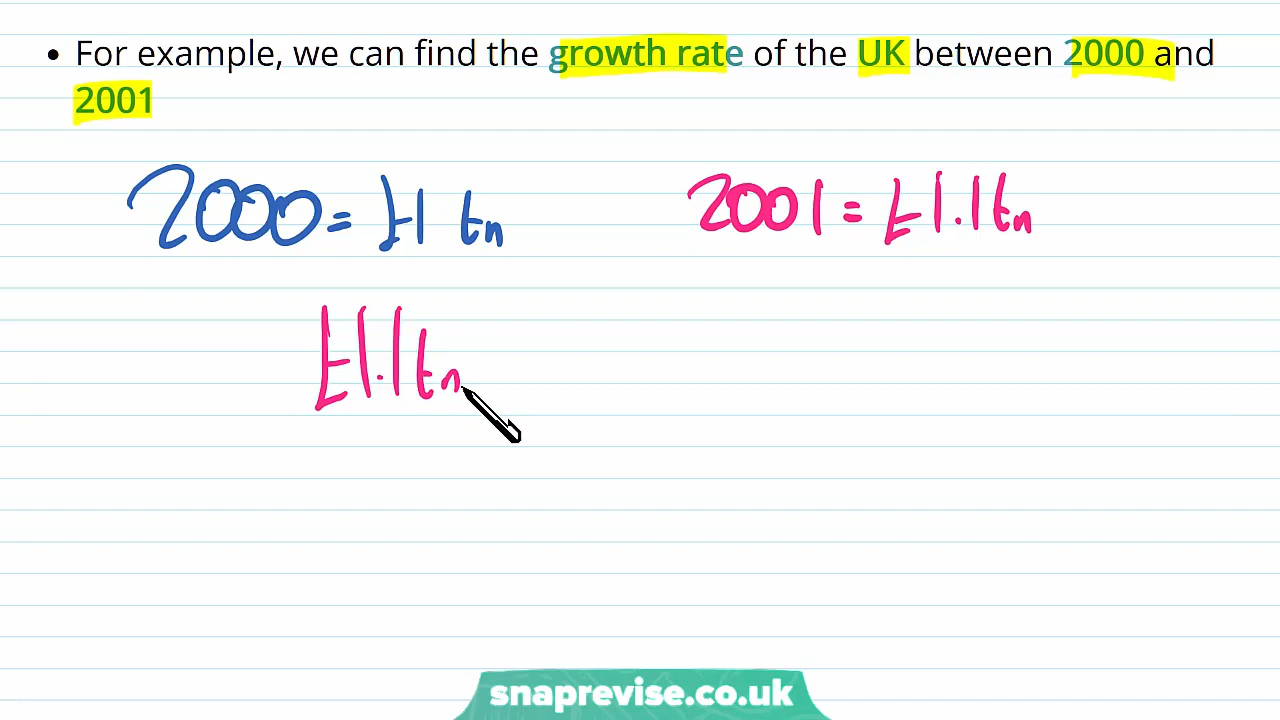 • For example, we can find the growth rate of the UK between 2000 and
2001
2000 = £1 tn
2001 = £1.1tn
£1.1tn
snaprevise.co.uk